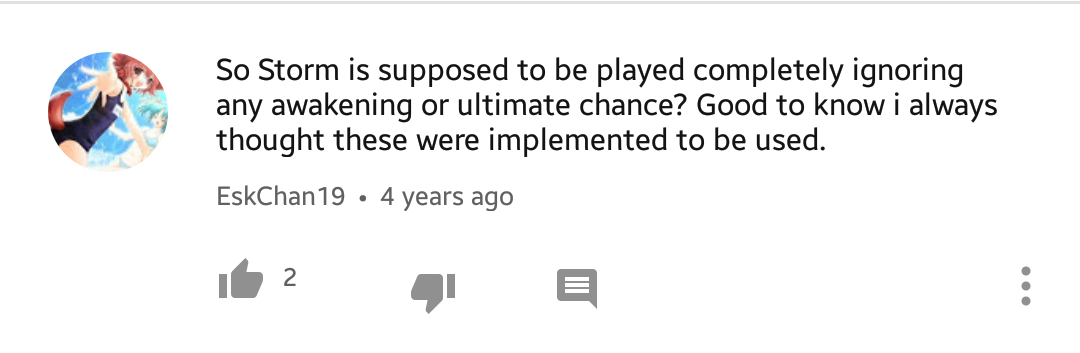 So Storm is supposed to be played completely ignoring
any awakening or ultimate chance? Good to know i always
thought these were implemented to be used.
EskChan19 • 4 years ago
2